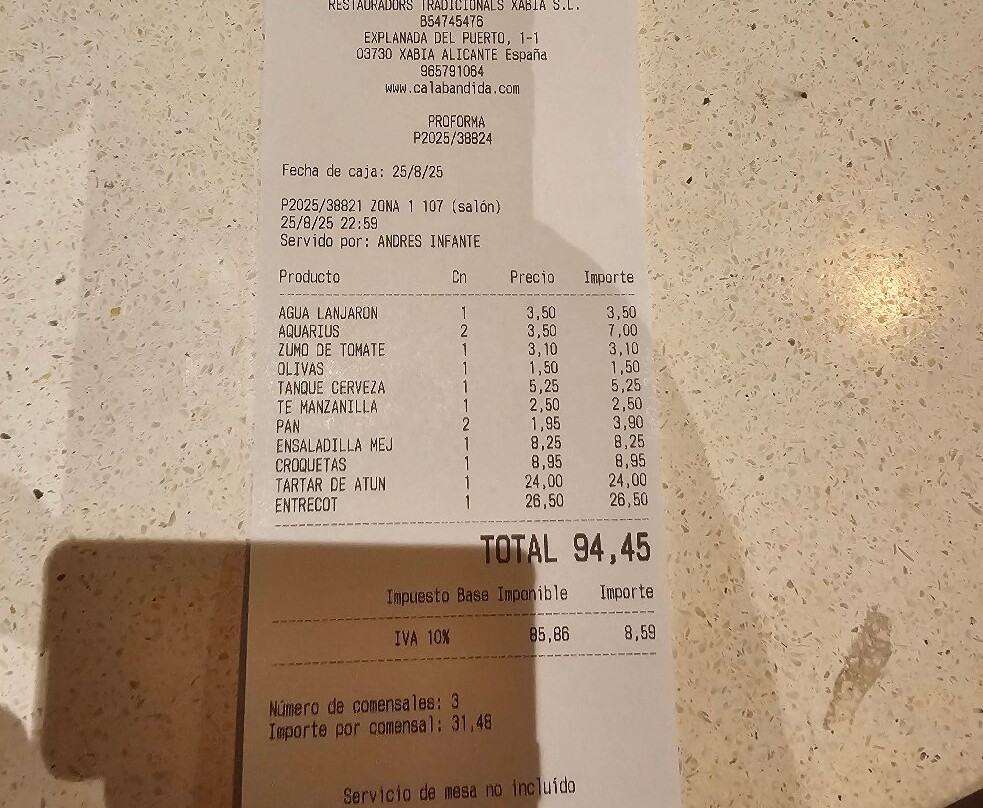 RESTAURADORS TRADICIONALS XABIA S.L.
B54745476
EXPLANADA DEL PUERTO, 1-1
03730 XABIA ALICANTE España
965791064
www.calabandida.com
PROFORMA
P2025/38824
Fecha de caja: 25/8/25
P2025/38821 ZONA 1 107 (salón)
25/8/25 22:59
Servido por: ANDRES INFANTE
Producto Cn Precio Importe
AGUA LANJARON 1 3,50 3,50
AQUARIUS 2 3,50 7,00
ZUMO DE TOMATE 1 3,10 3,10
OLIVAS 1 1,50 1,50
TANQUE CERVEZA 1 5,25 5,25
TE MANZANILLA 1 2,50 2,50
PAN 2 1,95 3,90
ENSALADILLA MEJ 1 8,25 8,25
CROQUETAS 1 8,95 8,95
TARTAR DE ATUN 1 24,00 24,00
ENTRECOT 1 26,50 26,50
TOTAL 94,45
Impuesto Base Imponible Importe
IVA 10% 85,86 8,59
Número de comensales: 3
Importe por comensal: 31,48
Servicio de mesa no incluído